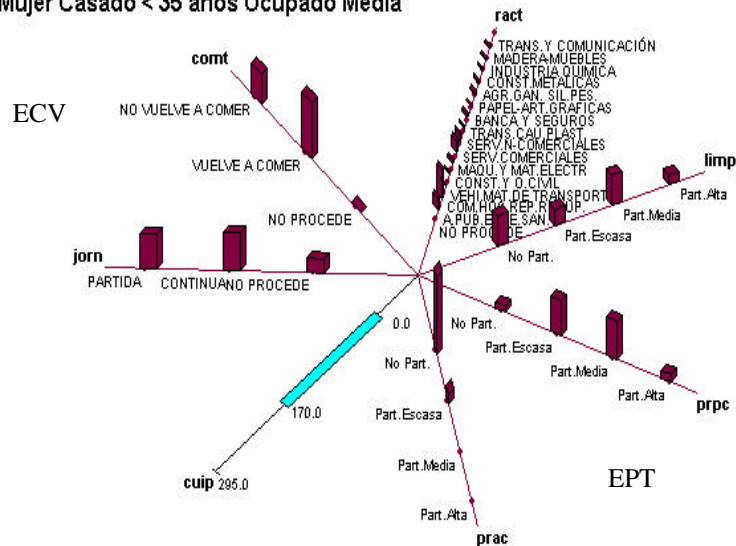 Mujer Casado < 35 años Ocupado Media
ract
TRANS.Y COMUNICACIÓN
MADERA-MUEBLES
INDUSTRIA QUIMICA
CONST.METALICAS
AGR.GAN. SIL.PES.
PAPEL-ART.GRAFICAS
BANCA Y SEGUROS
TRANS.CAU.PLAST
SERV.N-COMERCIALES
SERV.COMERCIALES
MAQU.Y MAT.ELECTR
CONST.Y O.CIVIL
VEHI.MAT.DE TRANSPORT
NO PROCEDE
comt
NO VUELVE A COMER
VUELVE A COMER
NO PROCEDE
ECV
limp
Part.Alta
Part.Media
Part.Escasa
No Part.
jorn
PARTIDA
CONTINUA
NO PROCEDE
No Part.
Part.Escasa
Part.Media
Part.Alta
prpc
0.0
170.0
cuip 295.0
No Part.
Part.Escasa
Part.Media
Part.Alta
prac
EPT